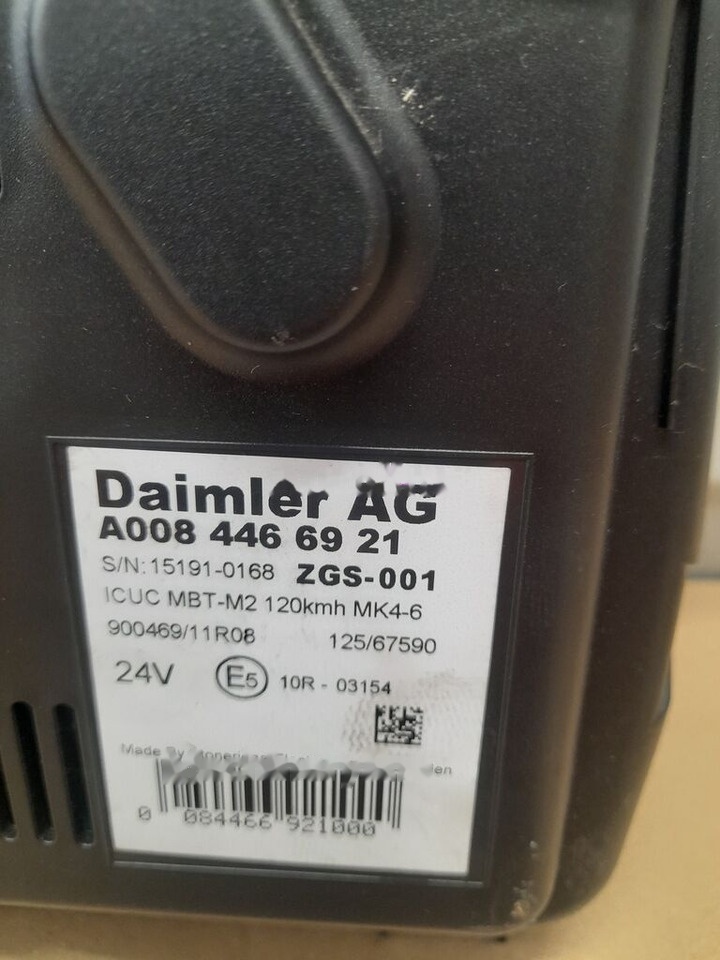 Daimler AG
A008 446 69 21
S/N:15191-0168 ZGS-001
ICUC MBT-M2 120kmh MK4-6
900469/11R08 125/67590
24V E5 10R - 03154
Made By
0 084466 921000